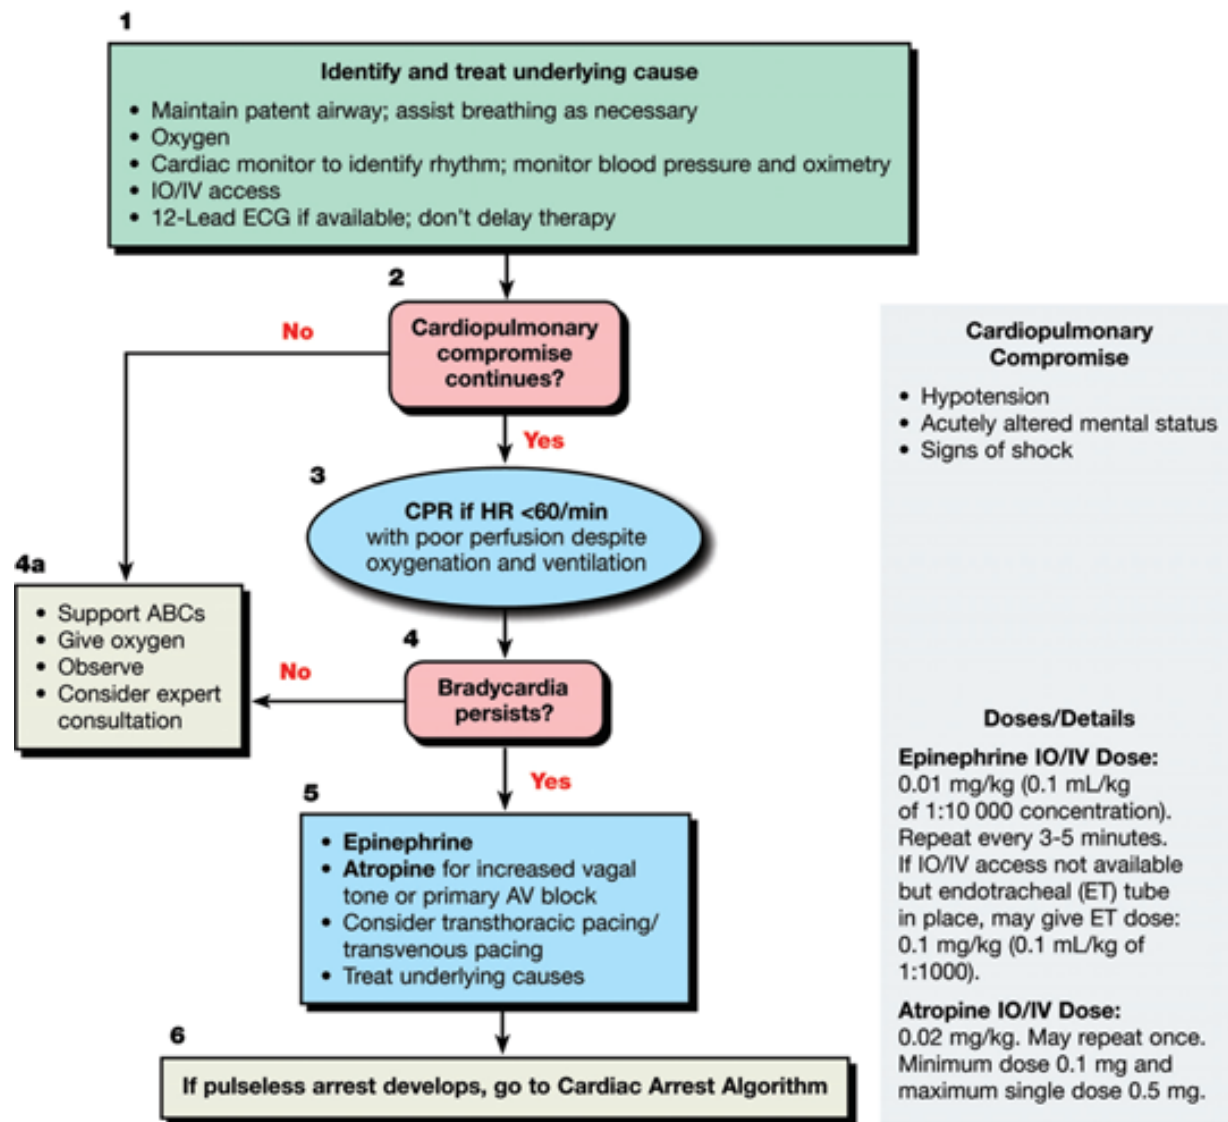 1
Identify and treat underlying cause
• Maintain patent airway; assist breathing as necessary
• Oxygen
• Cardiac monitor to identify rhythm; monitor blood pressure and oximetry
• IO/IV access
• 12-Lead ECG if available; don't delay therapy
2
Cardiopulmonary
compromise
continues?
No
Yes
3
CPR if HR <60/min
with poor perfusion despite
oxygenation and ventilation
4a
• Support ABCs
• Give oxygen
• Observe
• Consider expert
consultation
4
Bradycardia
persists?
No
Yes
5
• Epinephrine
• Atropine for increased vagal
tone or primary AV block
• Consider transthoracic pacing/
transvenous pacing
• Treat underlying causes
6
If pulseless arrest develops, go to Cardiac Arrest Algorithm
Cardiopulmonary
Compromise
• Hypotension
• Acutely altered mental status
• Signs of shock
Doses/Details
Epinephrine IO/IV Dose:
0.01 mg/kg (0.1 mL/kg
of 1:10 000 concentration).
Repeat every 3-5 minutes.
If IO/IV access not available
but endotracheal (ET) tube
in place, may give ET dose:
0.1 mg/kg (0.1 mL/kg of
1:1000).
Atropine IO/IV Dose:
0.02 mg/kg. May repeat once.
Minimum dose 0.1 mg and
maximum single dose 0.5 mg.